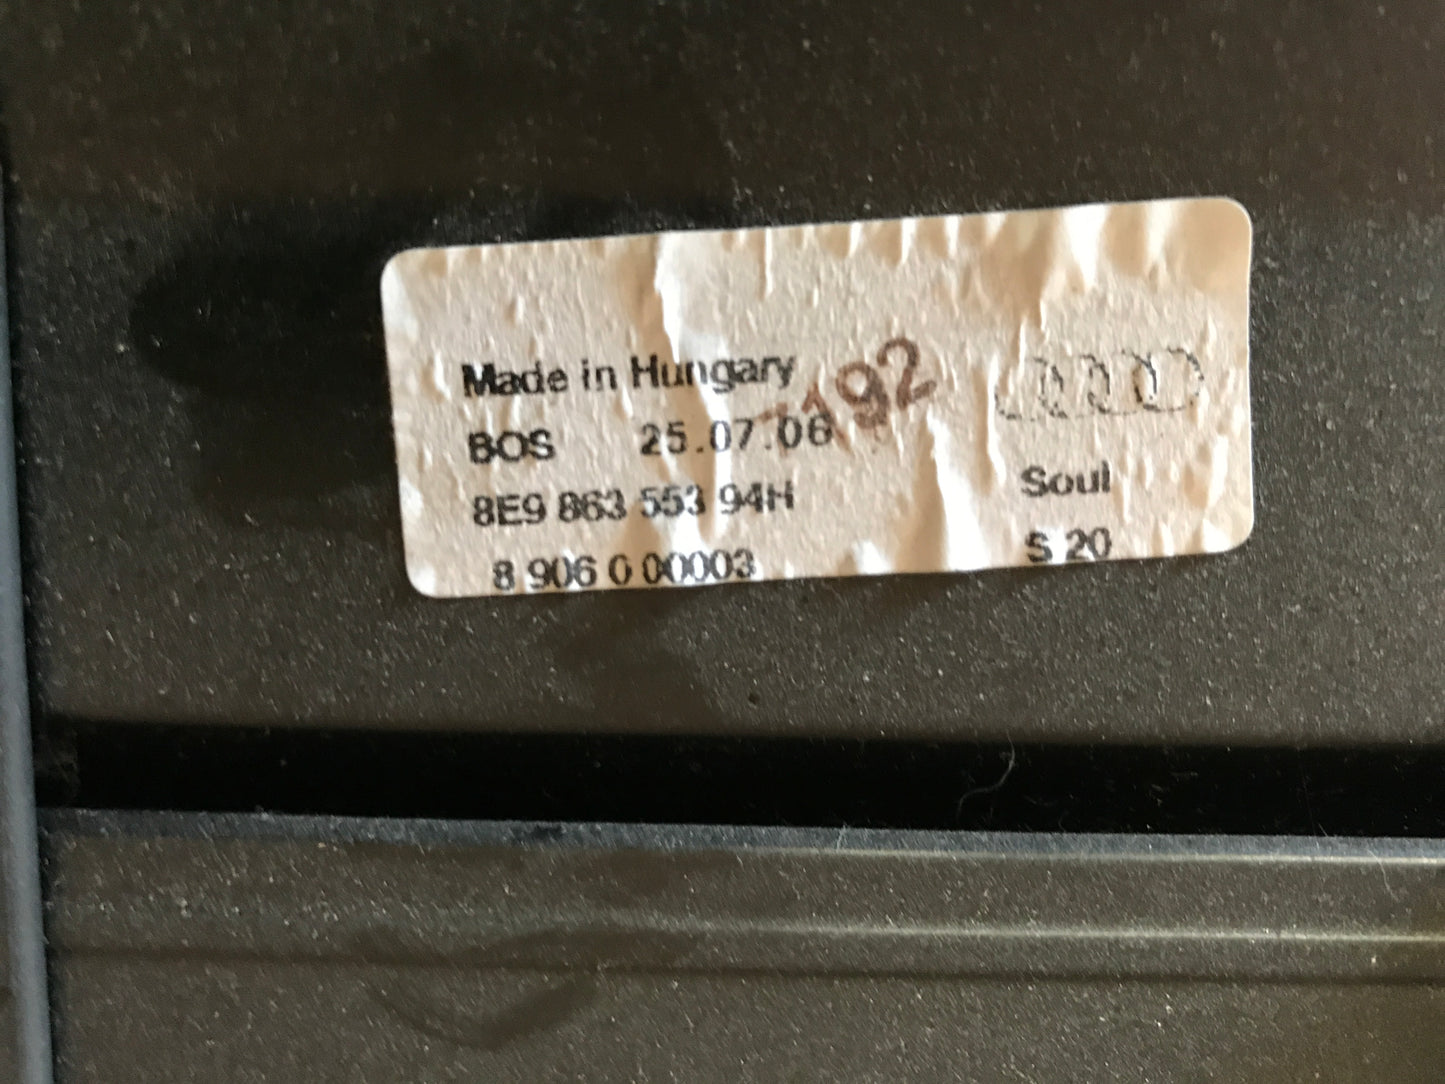 Made in Hungary
192
BOS 25.07.06
Soul
8E9 863 553 94H
S 20
8 906 0 00003